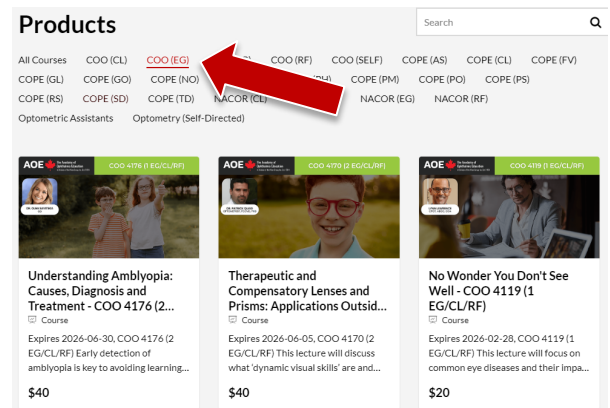 Products
Search
All Courses COO (CL) COO (EG) COO (RF) COO (SELF) COPE (AS) COPE (CL) COPE (FV)
COPE (GL) COPE (GO) COPE (NO) COPE (PM) COPE (PO) COPE (PS)
COPE (RS) COPE (SD) COPE (TD) NACOR (CL) NACOR (EG) NACOR (RF)
Optometric Assistants Optometry (Self-Directed)
AOE COO 4176 (1 EG/CL/RF)
AOE COO 4170 (2 EG/CL/RF)
AOE COO 4119 (1 EG/CL/RF)
Understanding Amblyopia:
Causes, Diagnosis and
Treatment - COO 4176 (2...
Course
Expires 2026-06-30, COO 4176 (2
EG/CL/RF) Early detection of
amblyopia is key to avoiding learning...
$40
Therapeutic and
Compensatory Lenses and
Prisms: Applications Outsid...
Course
Expires 2026-06-05, COO 4170 (2
EG/CL/RF) This lecture will discuss
what 'dynamic visual skills' are and...
$40
No Wonder You Don't See
Well - COO 4119 (1
EG/CL/RF)
Course
Expires 2026-02-28, COO 4119 (1
EG/CL/RF) This lecture will focus on
common eye diseases and their impa...
$20